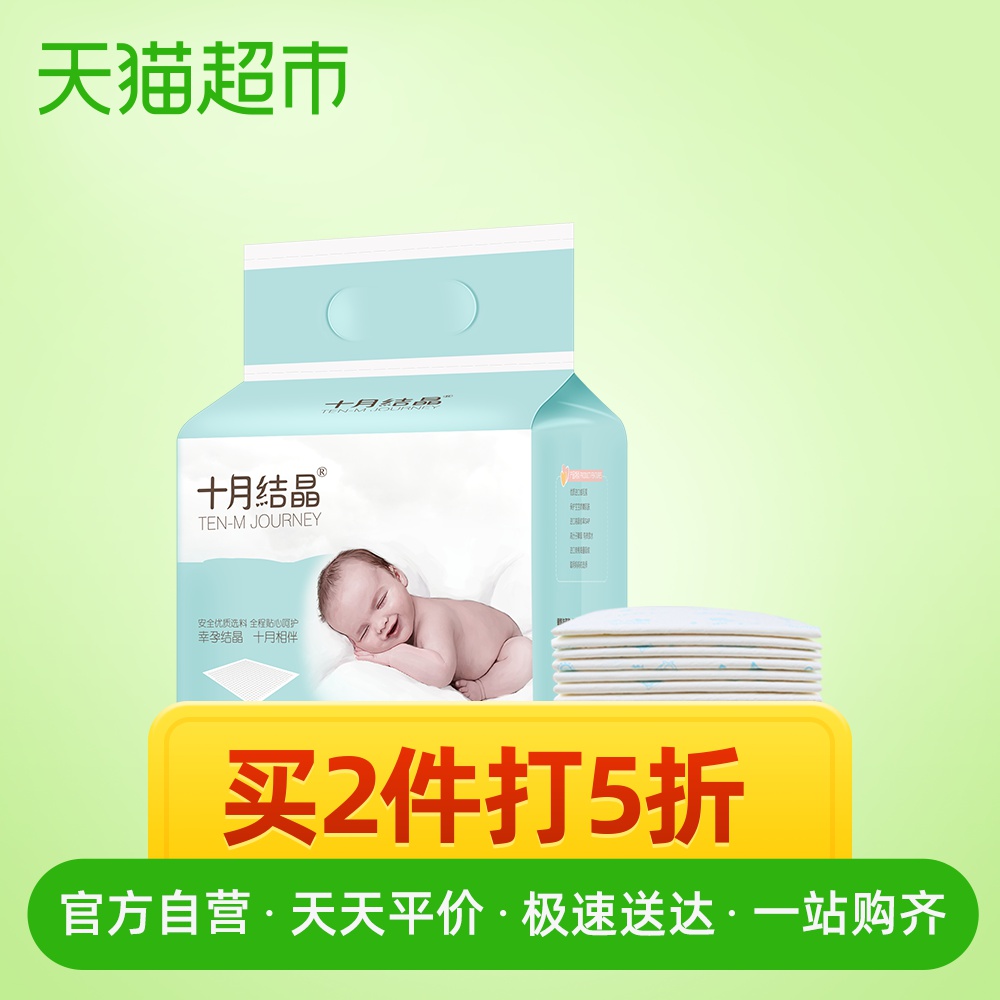 天猫超市
十月结晶®
TEN-M JOURNEY
十月结晶®
TEN-M JOURNEY
安全优质选料 全程贴心呵护
幸孕结晶 十月相伴
买2件打5折
官方自营 · 天天平价 · 极速送达 · 一站购齐